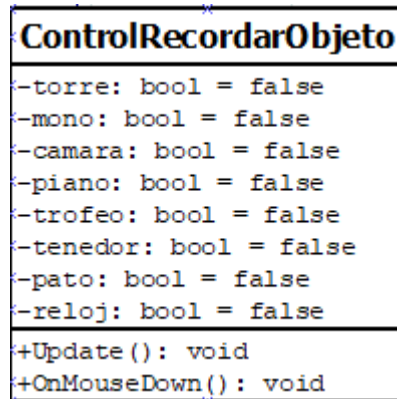 ControlRecordarObjeto
-torre: bool = false
-mono: bool = false
-camara: bool = false
-piano: bool = false
-trofeo: bool = false
-tenedor: bool = false
-pato: bool = false
-reloj: bool = false
+Update(): void
+OnMouseDown(): void